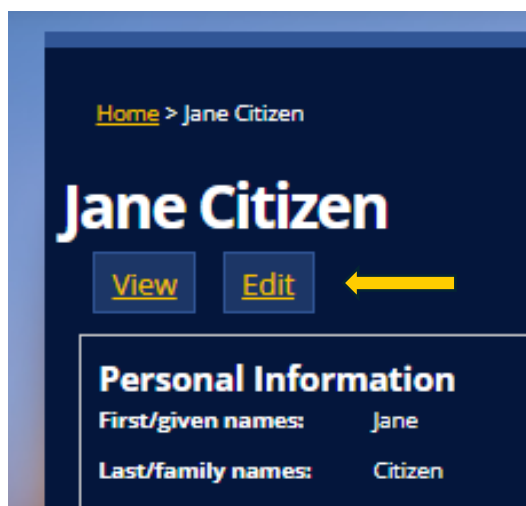 Home > Jane Citizen
Jane Citizen
View Edit
Personal Information
First/given names: Jane
Last/family names: Citizen